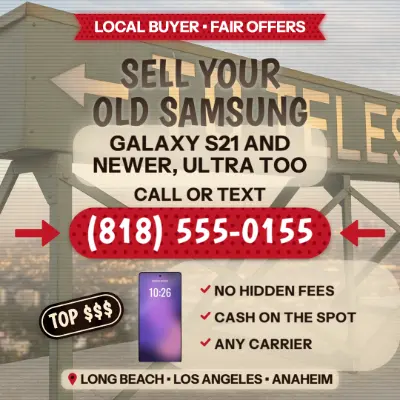 LOCAL BUYER • FAIR OFFERS
SELL YOUR
OLD SAMSUNG
GALAXY S21 AND
NEWER, ULTRA TOO
CALL OR TEXT
(818) 555-0155
10:26
TOP $$$
NO HIDDEN FEES
CASH ON THE SPOT
ANY CARRIER
LONG BEACH • LOS ANGELES • ANAHEIM